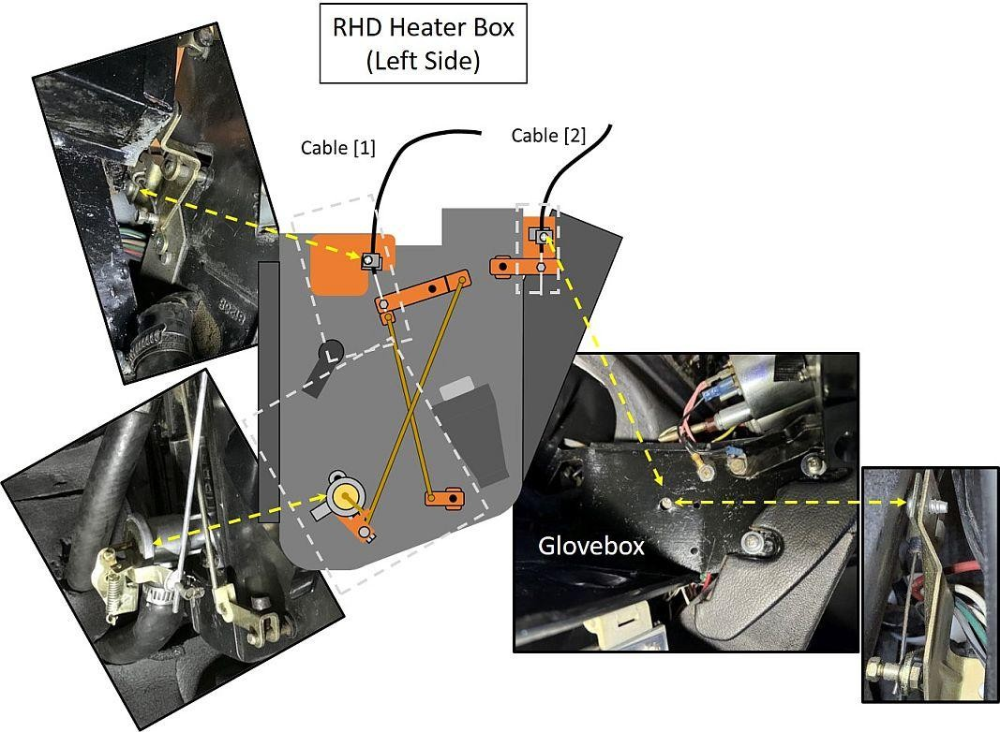 RHD Heater Box
(Left Side)
Cable [1]
Cable [2]
Glovebox